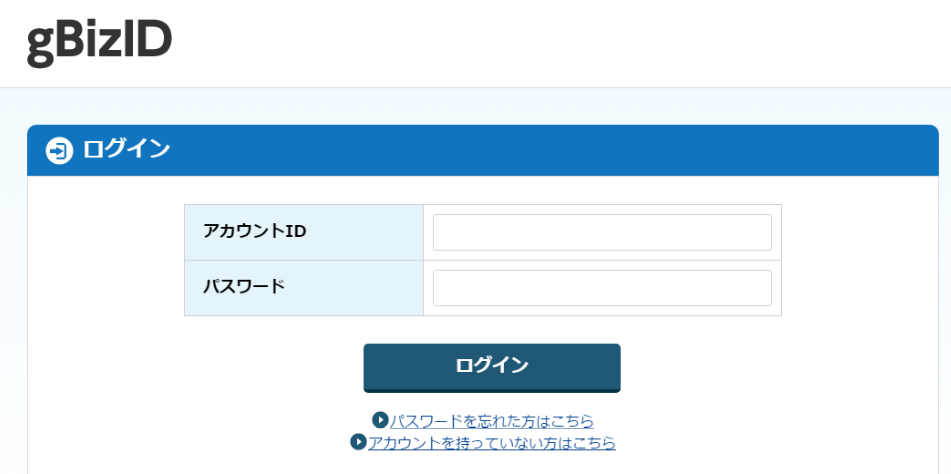 gBizID
ログイン
アカウントID
パスワード
ログイン
パスワードを忘れた方はこちら
アカウントを持っていない方はこちら